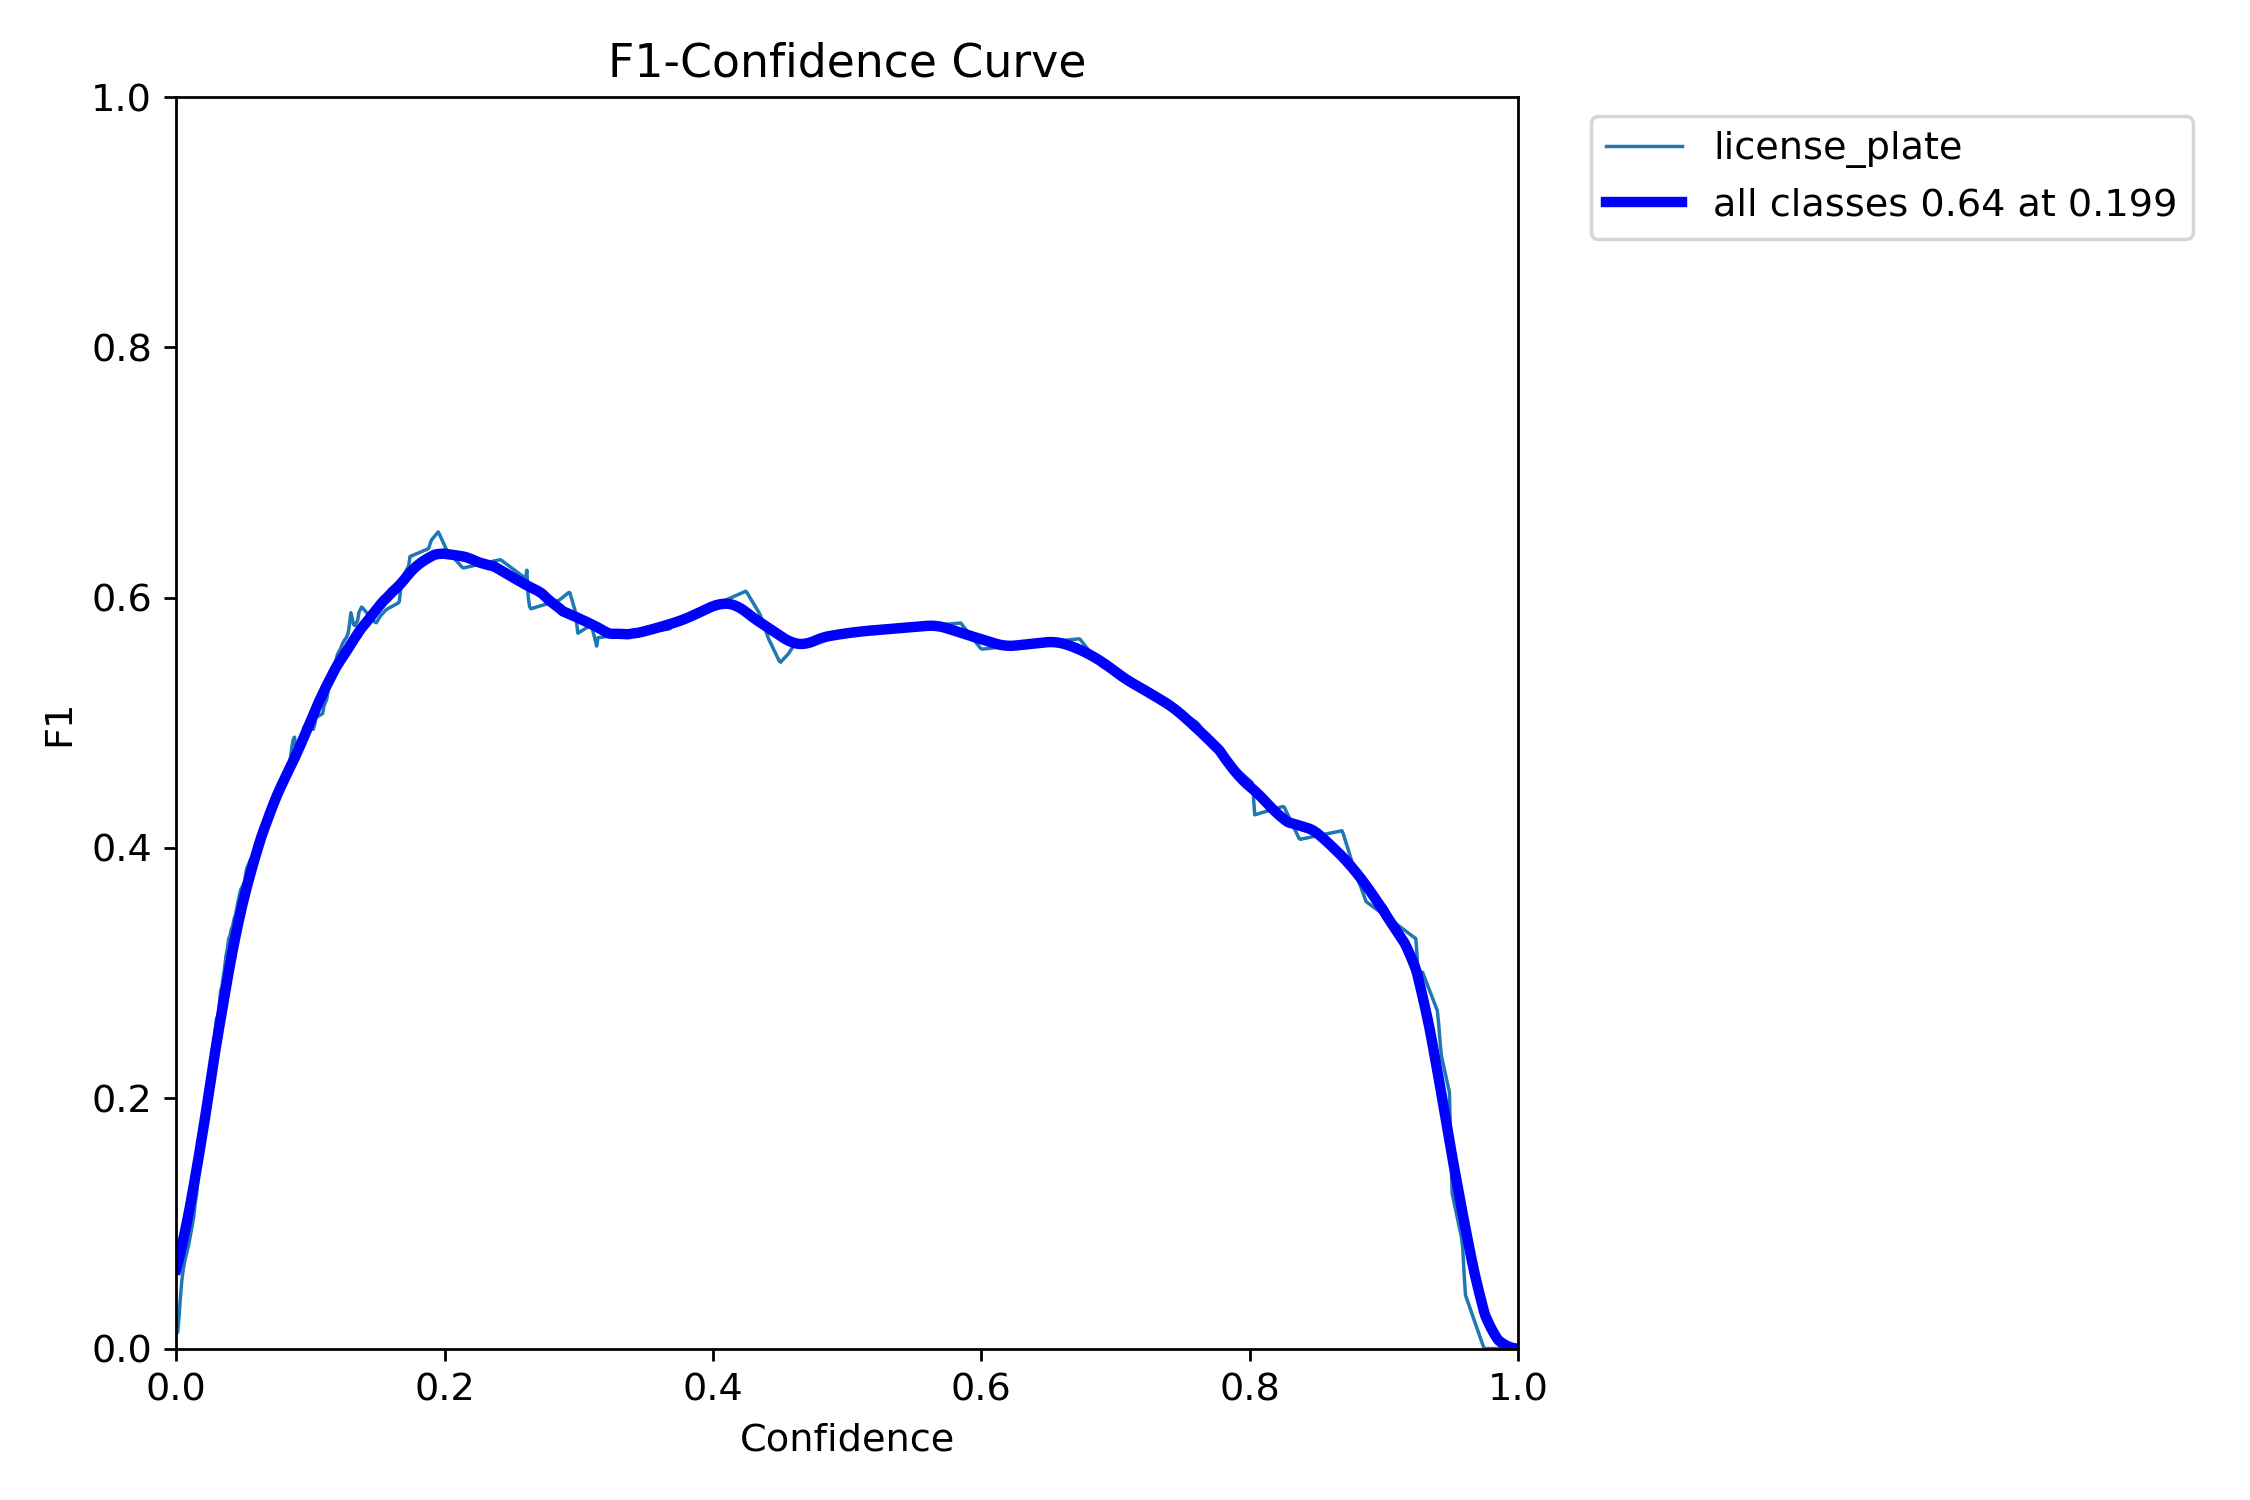 F1-Confidence Curve
license_plate
all classes 0.64 at 0.199
1.0
0.8
0.6
0.4
0.2
0.0
F1
0.0 0.2 0.4 0.6 0.8 1.0
Confidence